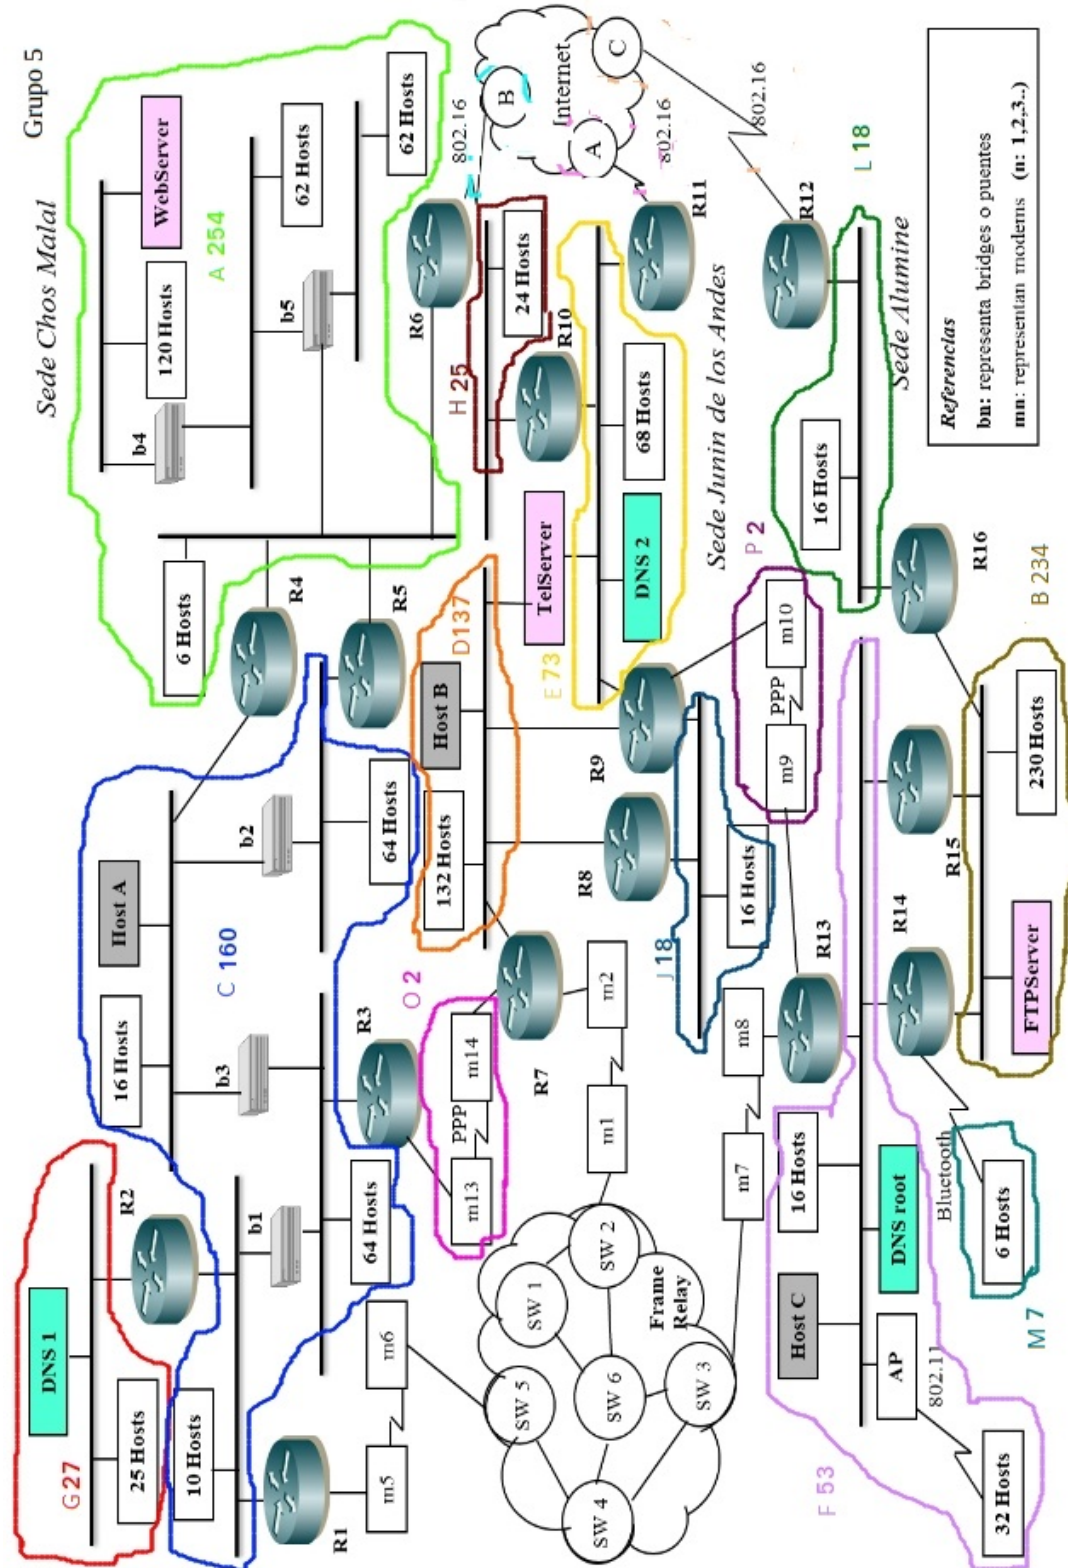 Grupo 5
Sede Chos Malal
WebServer
120 Hosts
A 254
62 Hosts
62 Hosts
b4
b5
6 Hosts
R4
R5
R6
802.16
B
Internet
A
C
802.16
802.16
DNS 1
G27
25 Hosts
R2
10 Hosts
R1
b1
64 Hosts
16 Hosts
Host A
C 160
b3
b2
64 Hosts
R3
m5
m6
m13
PPP
m14
O 2
R7
m1
m2
132 Hosts
Host B
D137
TelServer
H 25
24 Hosts
R10
R11
E 73
DNS 2
68 Hosts
Sede Junin de los Andes
R8
R9
J 18
16 Hosts
P 2
m9
PPP
m10
R12
L 18
16 Hosts
Sede Alumine
R16
SW 1
SW 2
SW 5
SW 6
SW 3
SW 4
Frame
Relay
m7
m8
R13
Host C
16 Hosts
F 53
AP
802.11
32 Hosts
DNS root
Bluetooth
6 Hosts
M 7
R14
R15
FTPServer
230 Hosts
B 234
Referencias
bn: representa bridges o puentes
mn: representan modems (n: 1,2,3..)